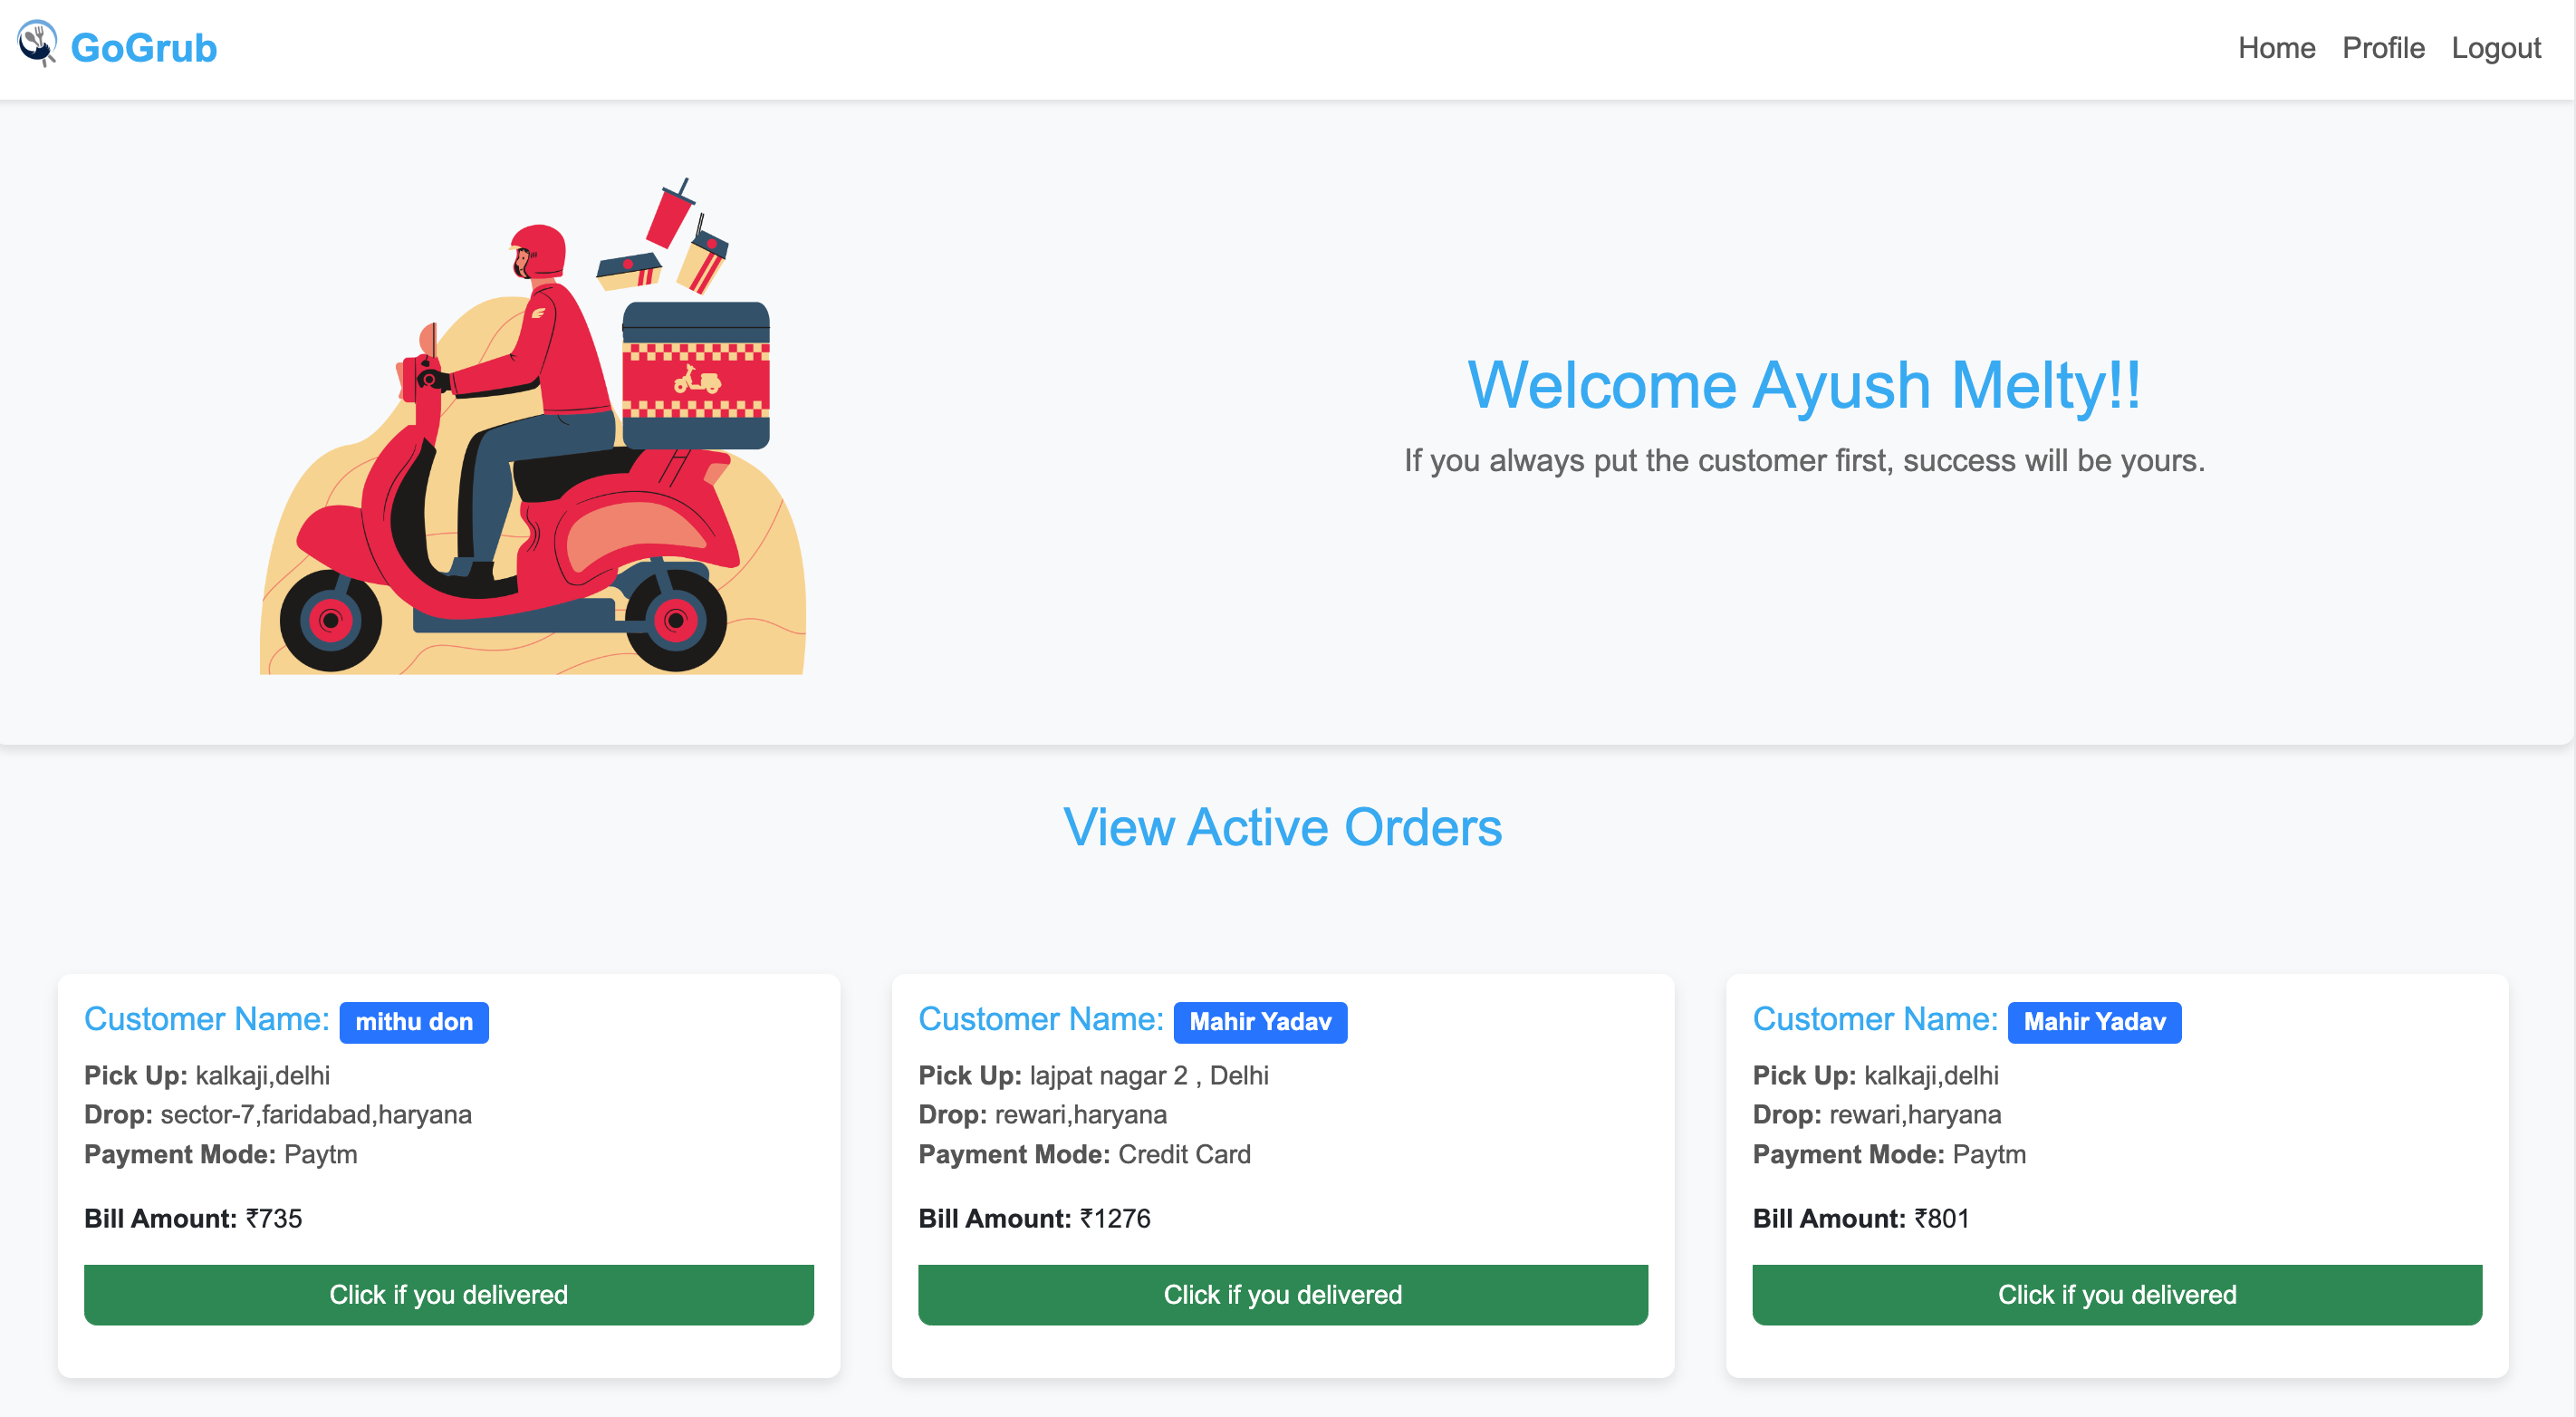 GoGrub
Home Profile Logout
Welcome Ayush Melty!!
If you always put the customer first, success will be yours.
View Active Orders
Customer Name: mithu don
Pick Up: kalkaji,delhi
Drop: sector-7,faridabad,haryana
Payment Mode: Paytm
Bill Amount: ₹735
Click if you delivered
Customer Name: Mahir Yadav
Pick Up: lajpat nagar 2 , Delhi
Drop: rewari,haryana
Payment Mode: Credit Card
Bill Amount: ₹1276
Click if you delivered
Customer Name: Mahir Yadav
Pick Up: kalkaji,delhi
Drop: rewari,haryana
Payment Mode: Paytm
Bill Amount: ₹801
Click if you delivered